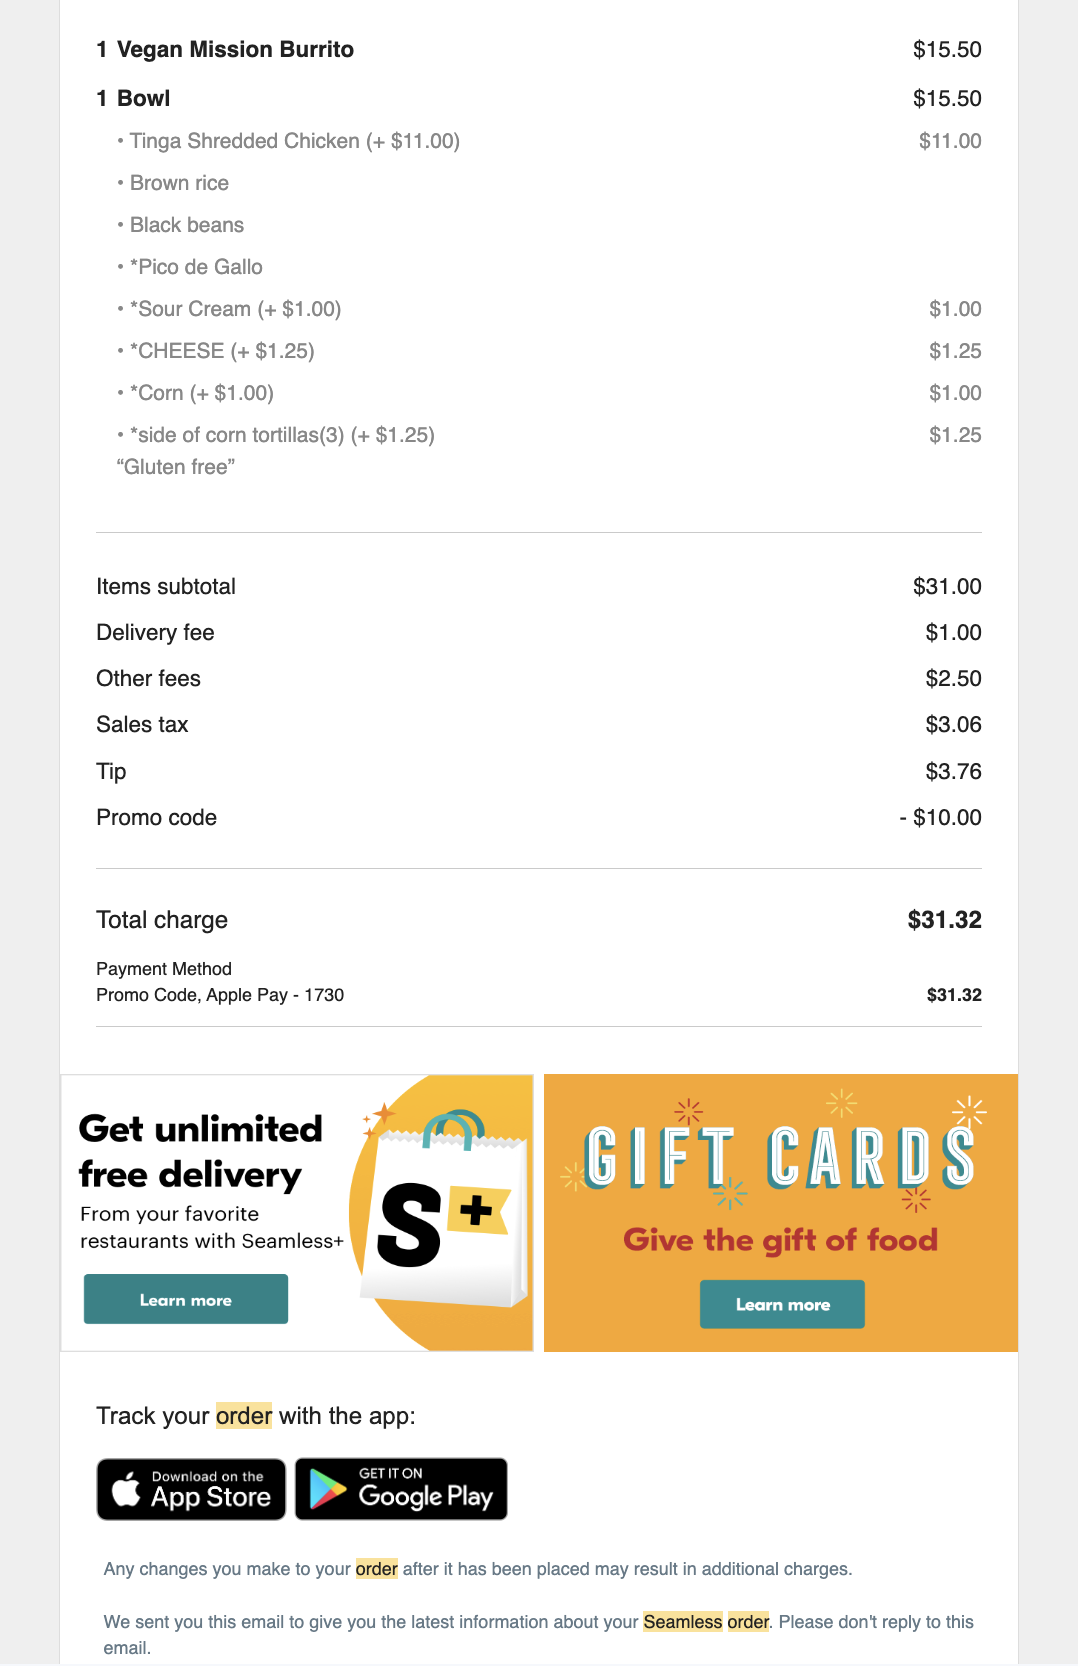 1 Vegan Mission Burrito $15.50
1 Bowl $15.50
• Tinga Shredded Chicken (+ $11.00) $11.00
• Brown rice
• Black beans
• *Pico de Gallo
• *Sour Cream (+ $1.00) $1.00
• *CHEESE (+ $1.25) $1.25
• *Corn (+ $1.00) $1.00
• *side of corn tortillas(3) (+ $1.25) $1.25
“Gluten free”
Items subtotal $31.00
Delivery fee $1.00
Other fees $2.50
Sales tax $3.06
Tip $3.76
Promo code - $10.00
Total charge $31.32
Payment Method
Promo Code, Apple Pay - 1730 $31.32
Get unlimited
free delivery
From your favorite
restaurants with Seamless+
Learn more
S+
GIFT CARDS
Give the gift of food
Learn more
Track your order with the app:
Download on the
App Store
GET IT ON
Google Play
Any changes you make to your order after it has been placed may result in additional charges.
We sent you this email to give you the latest information about your Seamless order. Please don't reply to this
email.